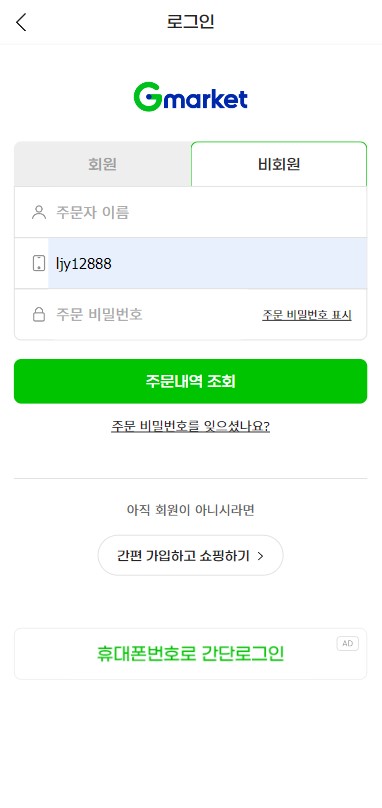 로그인
Gmarket
회원
비회원
주문자 이름
ljy12888
주문 비밀번호
주문 비밀번호 표시
주문내역 조회
주문 비밀번호를 잊으셨나요?
아직 회원이 아니시라면
간편 가입하고 쇼핑하기
AD
휴대폰번호로 간단로그인